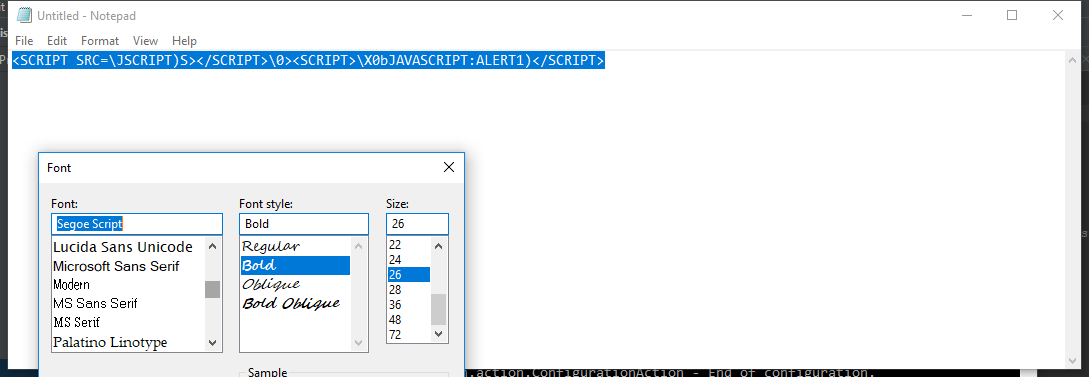 Untitled - Notepad
File Edit Format View Help
<SCRIPT SRC=\JSCRIPT)S></SCRIPT>\0><SCRIPT>\X0bJAVASCRIPT:ALERT1)</SCRIPT>
Font
Font: Font style: Size:
Segoe Script Bold 26
Lucida Sans Unicode Regular 22
Microsoft Sans Serif Bold 24
Modern Oblique 26
MS Sans Serif Bold Oblique 28
MS Serif 36
Palatino Linotype 48
72
Sample
.action.ConfigurationAction - End of configuration.